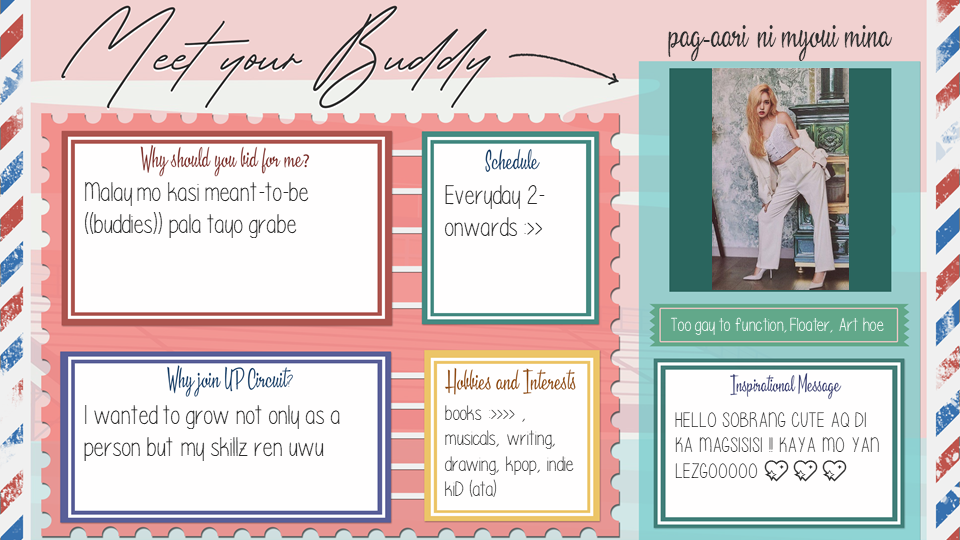 Meet your Buddy
pag-aari ni myoui mina
Why should you bid for me?
Malay mo kasi meant-to-be
((buddies)) pala tayo grabe
Schedule
Everyday 2-
onwards :>>
Too gay to function, Floater, Art hoe
Why join UP Circuit?
I wanted to grow not only as a
person but my skillz ren uwu
Hobbies and Interests
books :>>>> ,
musicals, writing,
drawing, kpop, indie
kiD (ata)
Inspirational Message
HELLO SOBRANG CUTE AQ DI
KA MAGSISISI !! KAYA MO YAN
LEZGOOOOO